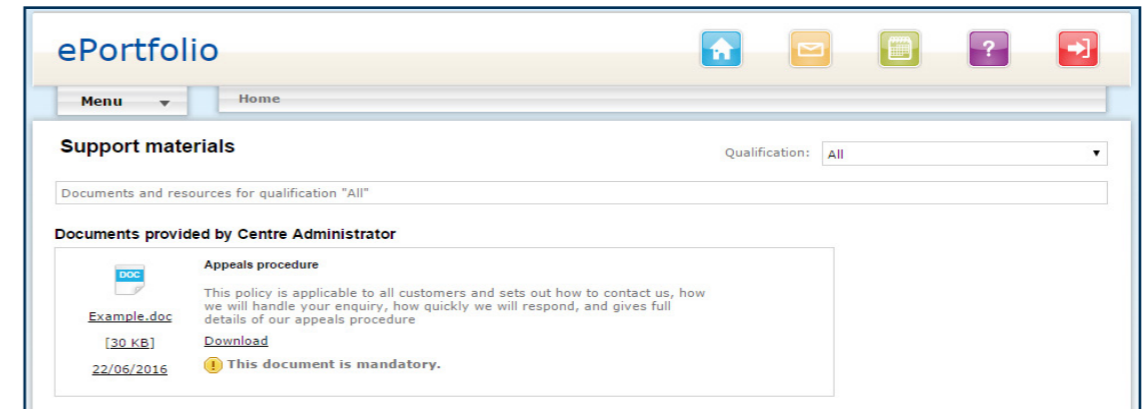 ePortfolio
?
Menu
Home
Support materials
Qualification: All
Documents and resources for qualification "All"
Documents provided by Centre Administrator
DOC
Example.doc
[30 KB]
22/06/2016
Appeals procedure
This policy is applicable to all customers and sets out how to contact us, how
we will handle your enquiry, how quickly we will respond, and gives full
details of our appeals procedure
Download
! This document is mandatory.